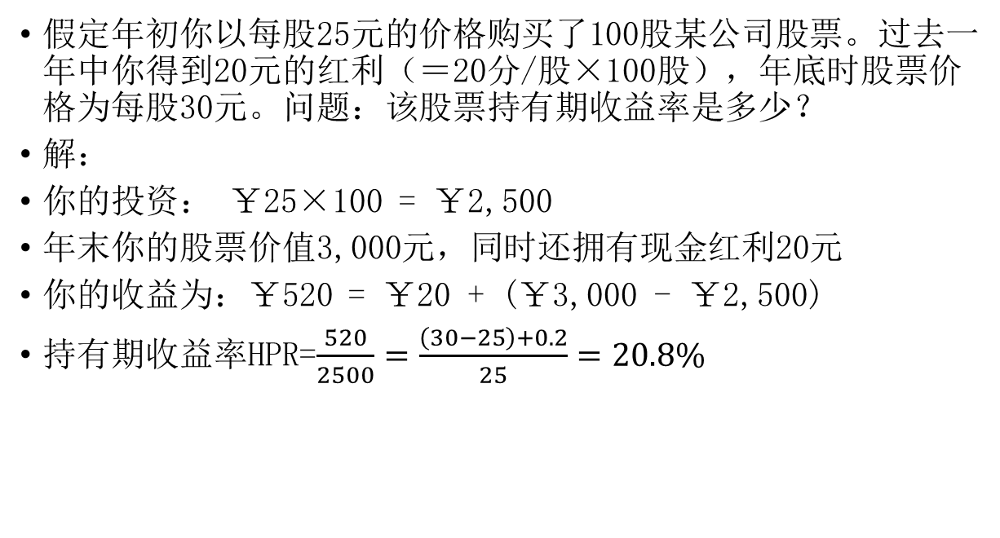 • 假定年初你以每股25元的价格购买了100股某公司股票。过去一
年中你得到20元的红利（＝20分/股×100股），年底时股票价
格为每股30元。问题：该股票持有期收益率是多少？
• 解：
• 你的投资： ￥25×100 = ￥2,500
• 年末你的股票价值3,000元，同时还拥有现金红利20元
• 你的收益为：￥520 = ￥20 + (￥3,000 - ￥2,500)
• 持有期收益率HPR=520/2500 = (30−25)+0.2/25 = 20.8%